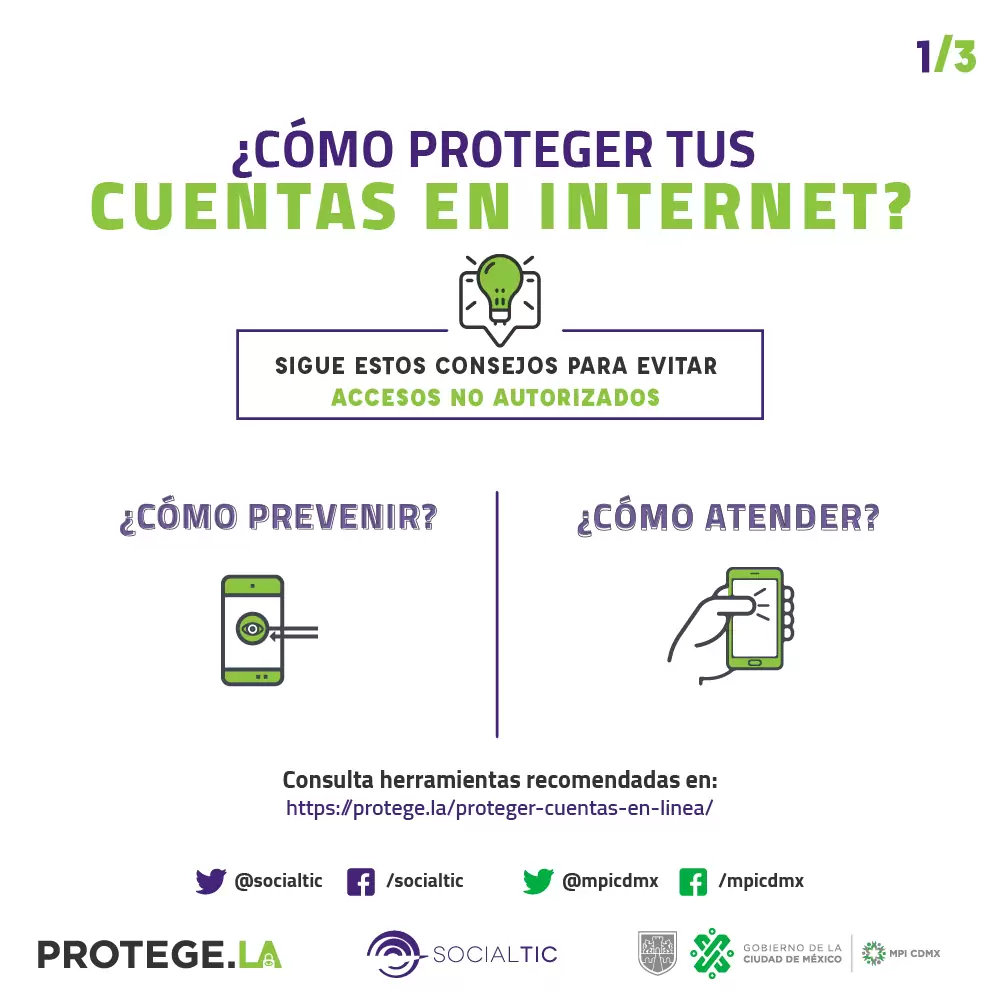 1/3
¿CÓMO PROTEGER TUS
CUENTAS EN INTERNET?
SIGUE ESTOS CONSEJOS PARA EVITAR
ACCESOS NO AUTORIZADOS
¿CÓMO PREVENIR?
¿CÓMO ATENDER?
Consulta herramientas recomendadas en:
https://protege.la/proteger-cuentas-en-linea/
@socialtic /socialtic @mpicdmx /mpicdmx
PROTEGE.LA
SOCIALTIC
GOBIERNO DE LA
CIUDAD DE MÉXICO
MPI CDMX